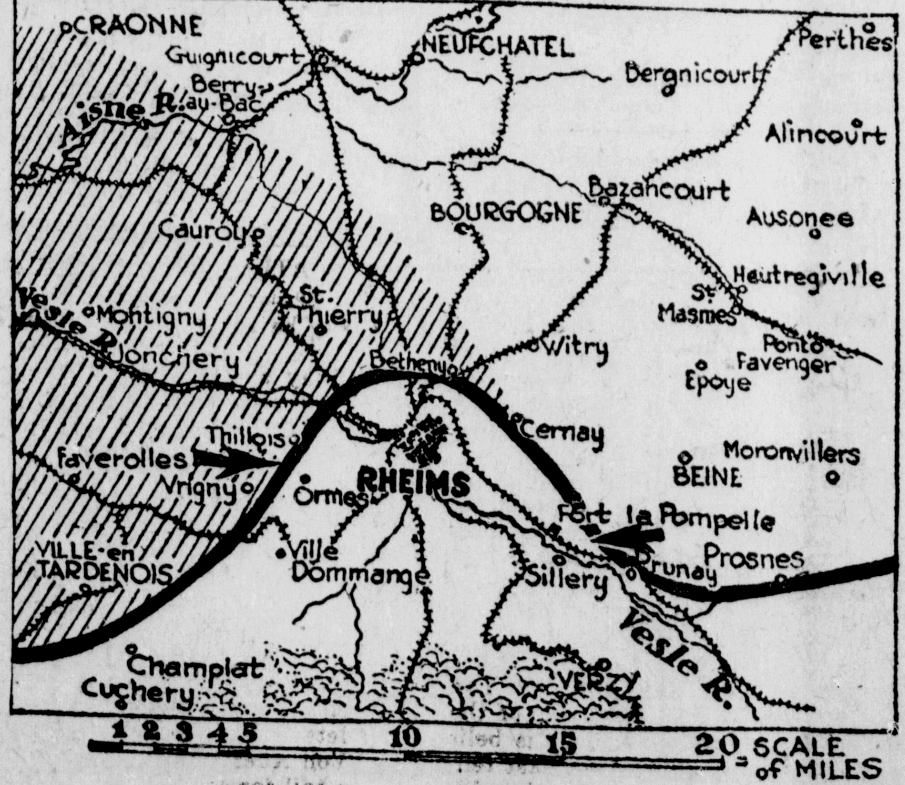 CRAONNE
Guignicourt
NEUFCHATEL
Perthes
Berry-
au-Bac
Bergnicourt
Aisne R.
Alincourt
Bazancourt
BOURGOGNE
Ausonce
Cauroy
Heutregiville
St.
Masmes
St.
Thierry
Vesle R.
Montigny
Jonchery
Witry
Ponto
Favenger
Betheny
Epoye
Cernay
Thillois
Faverolles
Moronvillers
BEINE
Vrigny
Ormes
RHEIMS
Fort la Pompelle
VILLE-en
TARDENOIS
Ville
Dommange
Sillery
Prunay
Prosnes
Vesle R.
Champlat
Cuchery
VERZY
1 2 3 4 5 10 15 20 - SCALE
of MILES